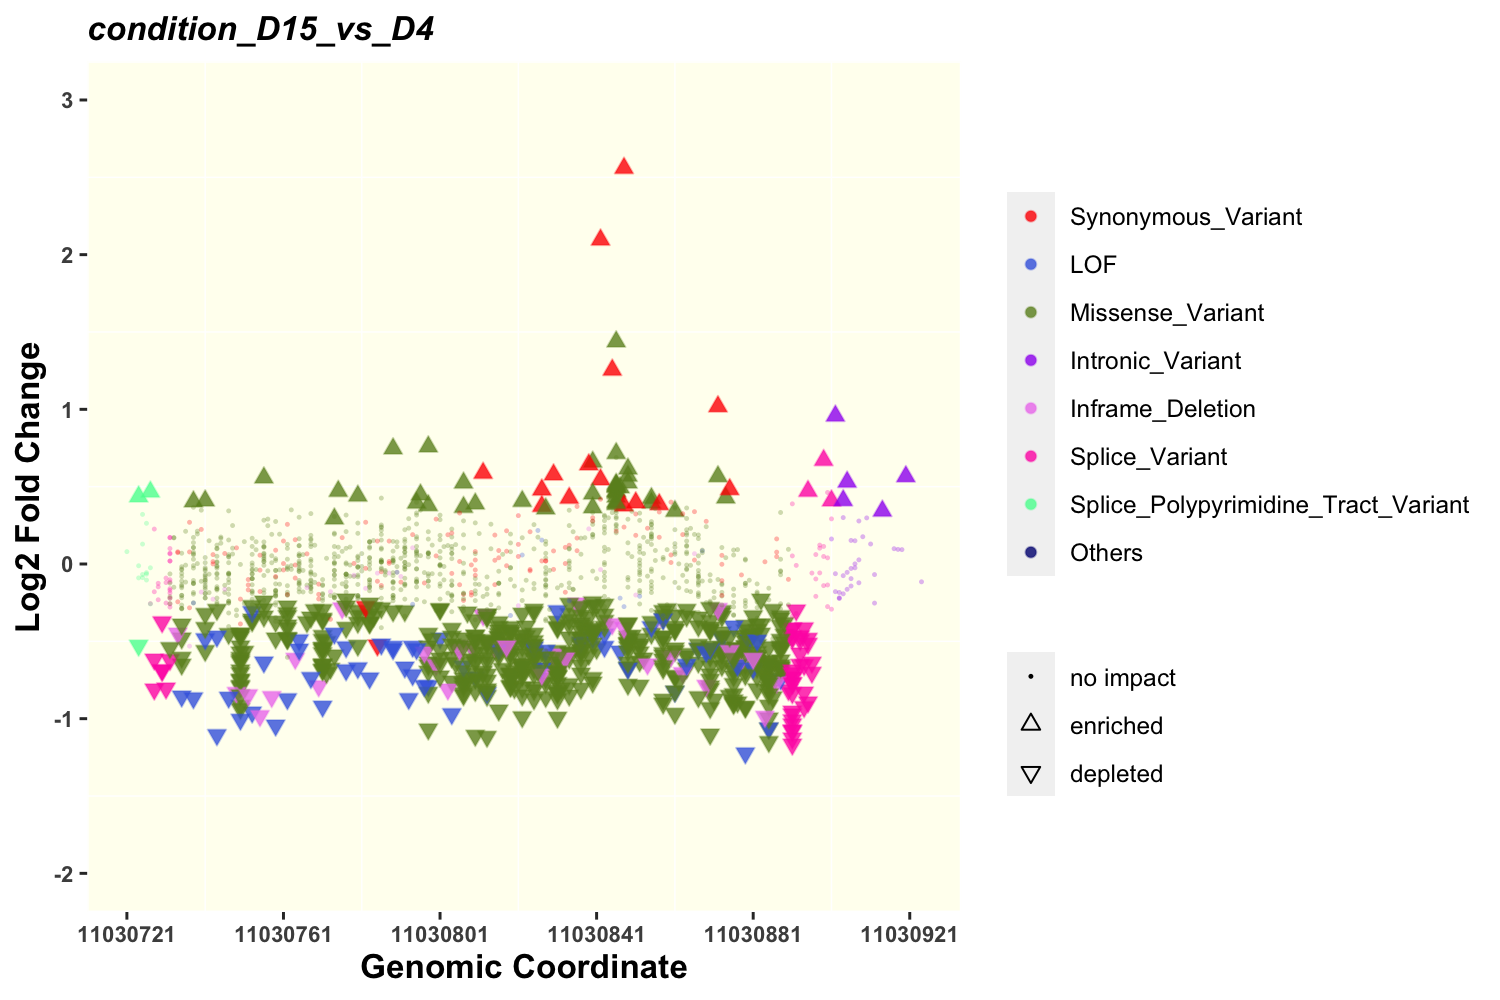 condition_D15_vs_D4
3
2
1
0
-1
-2
Log2 Fold Change
11030721 11030761 11030801 11030841 11030881 11030921
Genomic Coordinate
Synonymous_Variant
LOF
Missense_Variant
Intronic_Variant
Inframe_Deletion
Splice_Variant
Splice_Polypyrimidine_Tract_Variant
Others
no impact
enriched
depleted